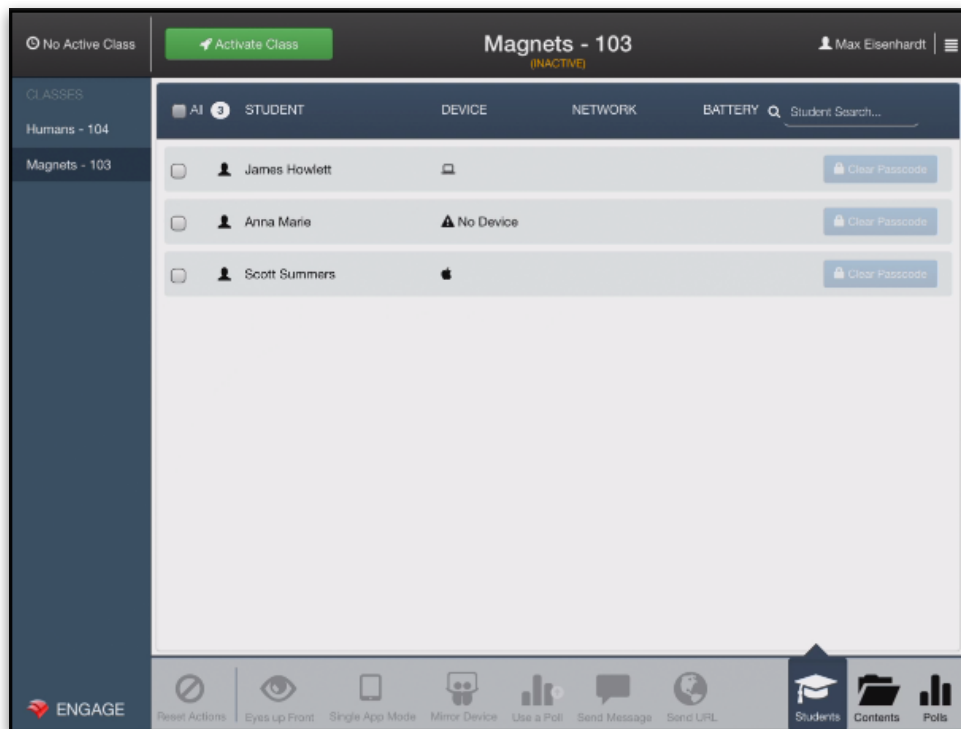 No Active Class
Activate Class
Magnets - 103
(INACTIVE)
Max Eisenhardt
CLASSES
Humans - 104
Magnets - 103
All 3 STUDENT DEVICE NETWORK BATTERY Student Search...
James Howlett Clear Passcode
Anna Marie No Device Clear Passcode
Scott Summers Clear Passcode
ENGAGE
Reset Actions Eyes up Front Single App Mode Mirror Device Use a Poll Send Message Send URL Students Contents Polls